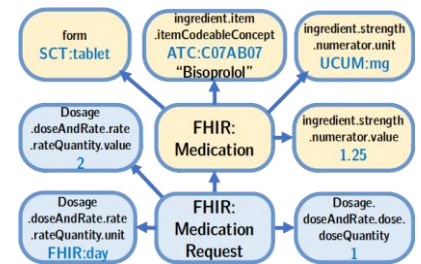 form
SCT:tablet
ingredient.item
.itemCodeableConcept
ATC:C07AB07
“Bisoprolol”
ingredient.strength
.numerator.unit
UCUM:mg
Dosage
.doseAndRate.rate
.rateQuantity.value
2
FHIR:
Medication
ingredient.strength
.numerator.value
1.25
Dosage
.doseAndRate.rate
.rateQuantity.unit
FHIR:day
FHIR:
Medication
Request
Dosage.
doseAndRate.dose.
doseQuantity
1